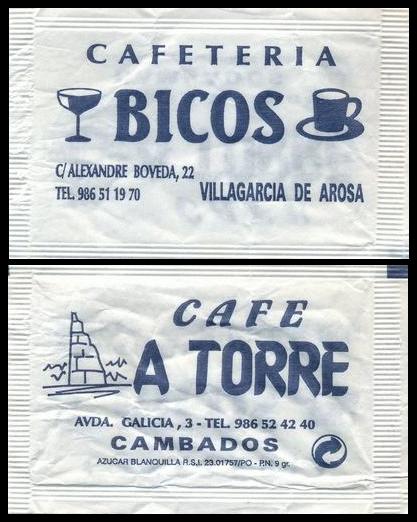 CAFETERIA
BICOS
C/ ALEXANDRE BOVEDA, 22
TEL. 986 51 19 70 VILLAGARCIA DE AROSA
CAFE
A TORRE
AVDA. GALICIA, 3 - TEL. 986 52 42 40
CAMBADOS
AZUCAR BLANQUILLA R.S.I. 23.01757/PO - P.N. 9 gr.